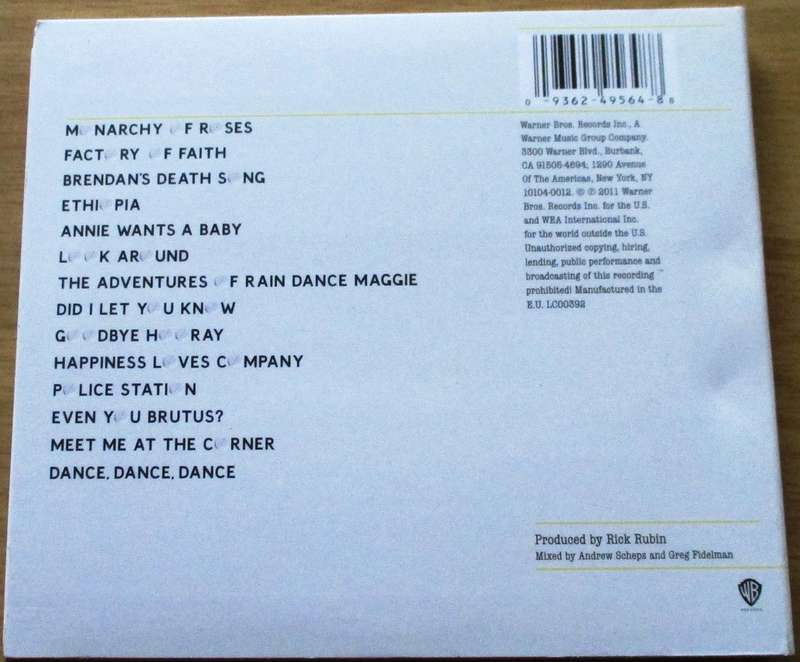 MONARCHY OF ROSES
FACTORY OF FAITH
BRENDAN'S DEATH SONG
ETHIOPIA
ANNIE WANTS A BABY
LOOK AROUND
THE ADVENTURES OF RAIN DANCE MAGGIE
DID I LET YOU KNOW
GOODBYE HOORAY
HAPPINESS LOVES COMPANY
POLICE STATION
EVEN YOU BRUTUS?
MEET ME AT THE CORNER
DANCE, DANCE, DANCE
0 -9362-49564-8 8
Warner Bros. Records Inc., A
Warner Music Group Company.
3300 Warner Blvd., Burbank,
CA 91505-4694; 1290 Avenue
Of The Americas, New York, NY
10104-0012. © ℗ 2011 Warner
Bros. Records Inc. for the U.S.
and WEA International Inc.
for the world outside the U.S.
Unauthorized copying, hiring,
lending, public performance and
broadcasting of this recording
prohibited! Manufactured in the
E.U. LC00392
Produced by Rick Rubin
Mixed by Andrew Scheps and Greg Fidelman
WB